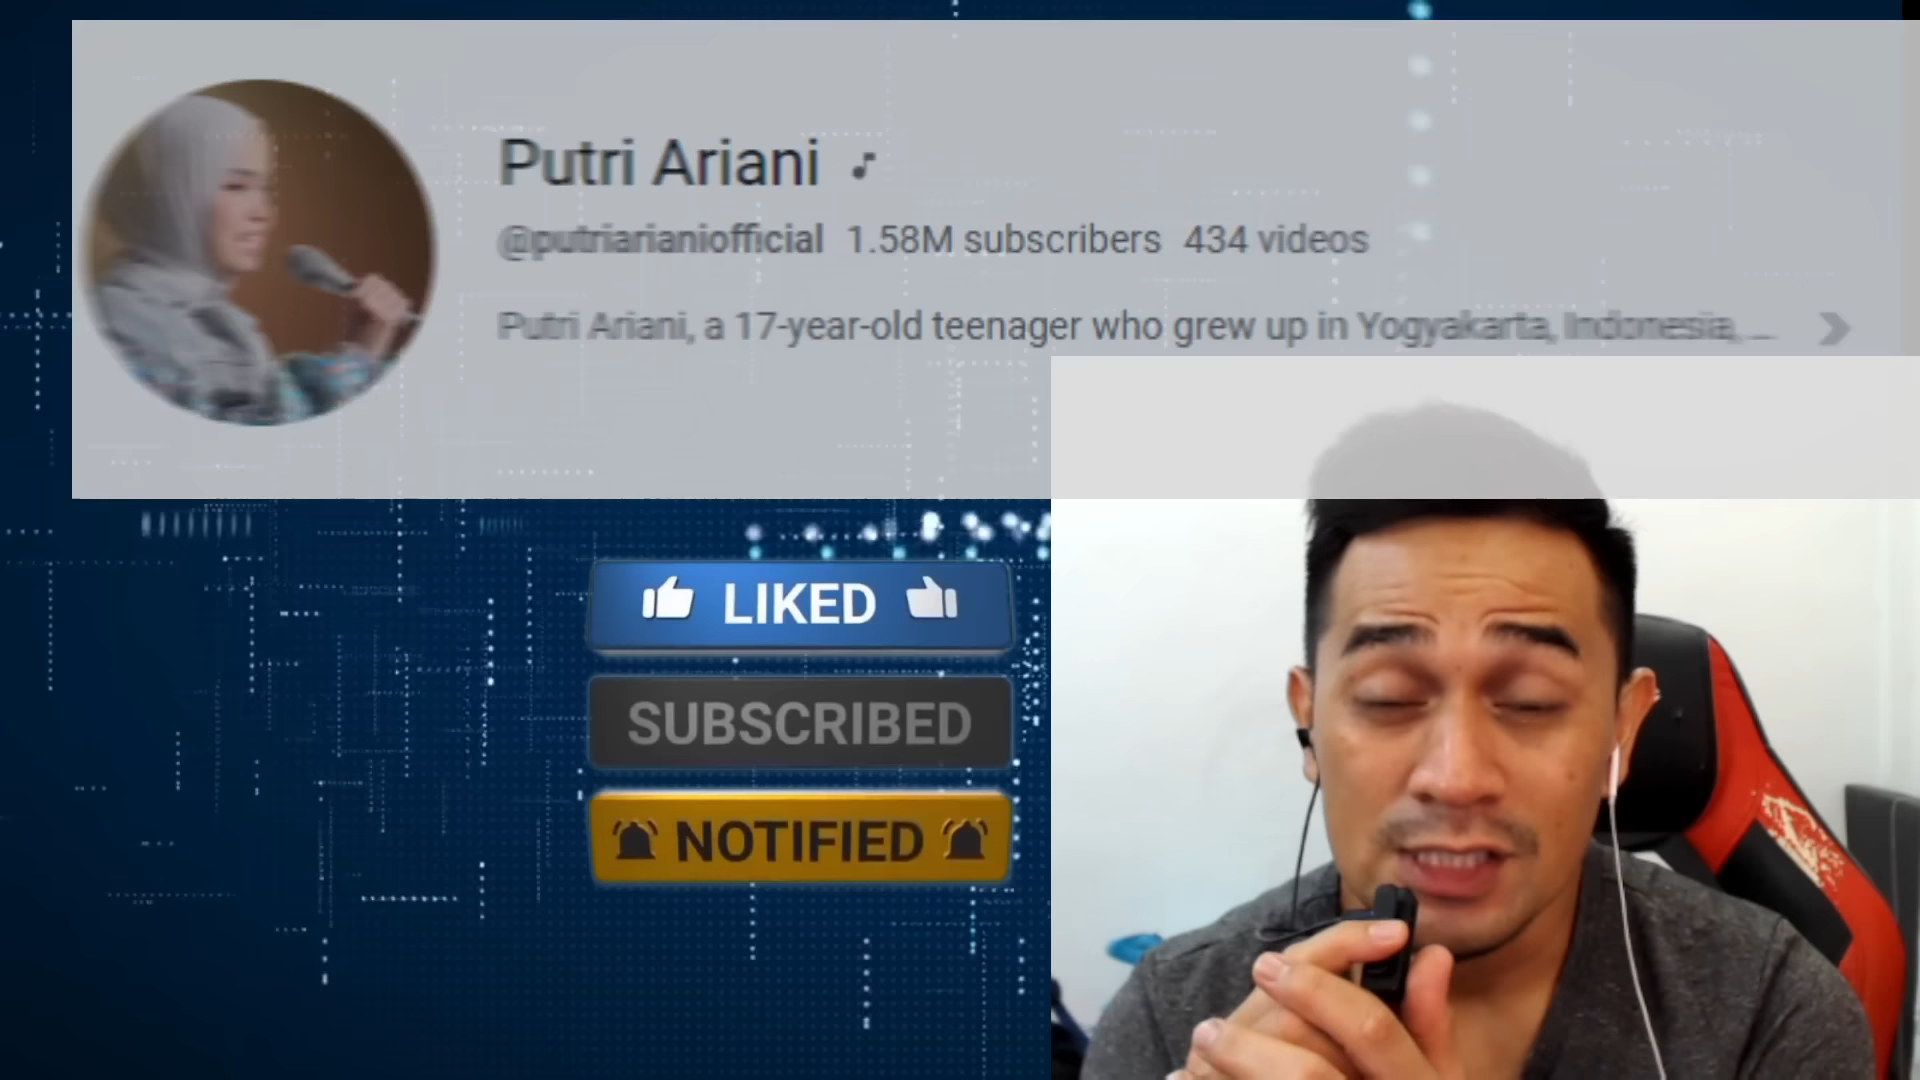 Putri Ariani
@putriarianiofficial 1.58M subscribers 434 videos
Putri Ariani, a 17-year-old teenager who grew up in Yogyakarta, Indonesia, ...
LIKED
SUBSCRIBED
NOTIFIED